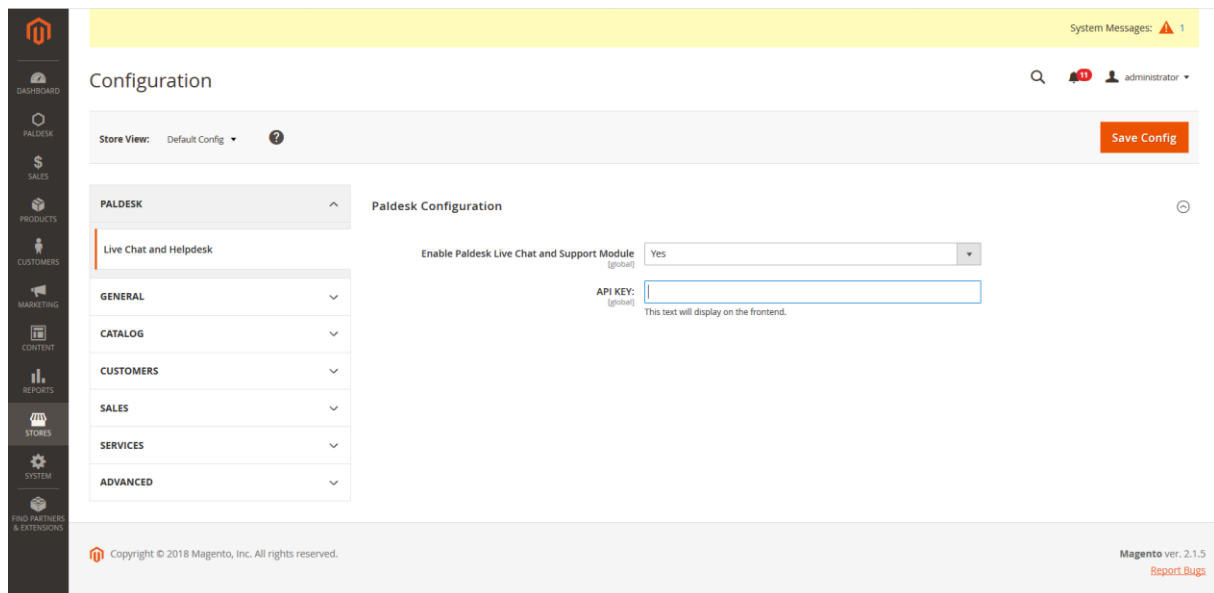 System Messages: 1
Configuration
11
administrator
DASHBOARD
PALDESK
SALES
PRODUCTS
CUSTOMERS
MARKETING
CONTENT
REPORTS
STORES
SYSTEM
FIND PARTNERS
& EXTENSIONS
Store View: Default Config ?
Save Config
PALDESK
Live Chat and Helpdesk
GENERAL
CATALOG
CUSTOMERS
SALES
SERVICES
ADVANCED
Paldesk Configuration
Enable Paldesk Live Chat and Support Module Yes
[global]
API KEY:
[global]
This text will display on the frontend.
Copyright © 2018 Magento, Inc. All rights reserved.
Magento ver. 2.1.5
Report Bugs